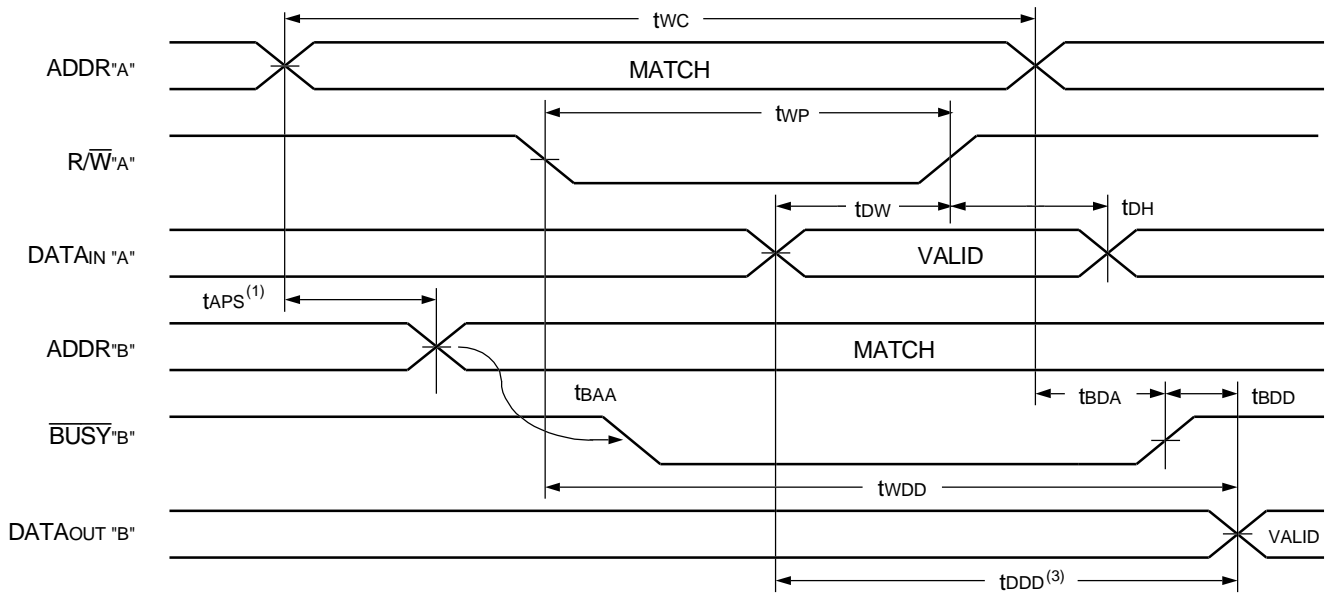 tWC
ADDR"A" MATCH
tWP
R/W̅"A"
tDW tDH
DATAIN "A" VALID
tAPS(1)
ADDR"B" MATCH
tBAA tBDA tBDD
B̅U̅S̅Y̅"B"
tWDD
DATAOUT "B" VALID
tDDD(3)